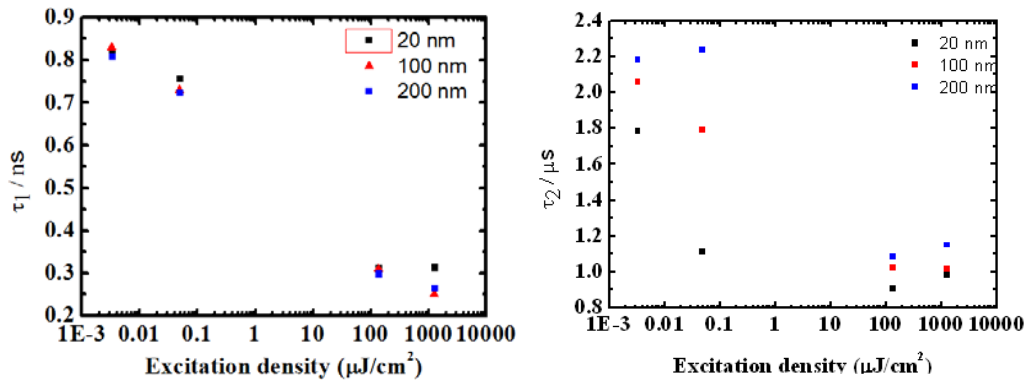 0.9
0.8
0.7
0.6
0.5
0.4
0.3
0.2
τ1 / ns
20 nm
100 nm
200 nm
1E-3 0.01 0.1 1 10 100 1000 10000
Excitation density (μJ/cm²)
2.4
2.2
2.0
1.8
1.6
1.4
1.2
1.0
0.8
τ2 / μs
20 nm
100 nm
200 nm
1E-3 0.01 0.1 1 10 100 1000 10000
Excitation density (μJ/cm²)